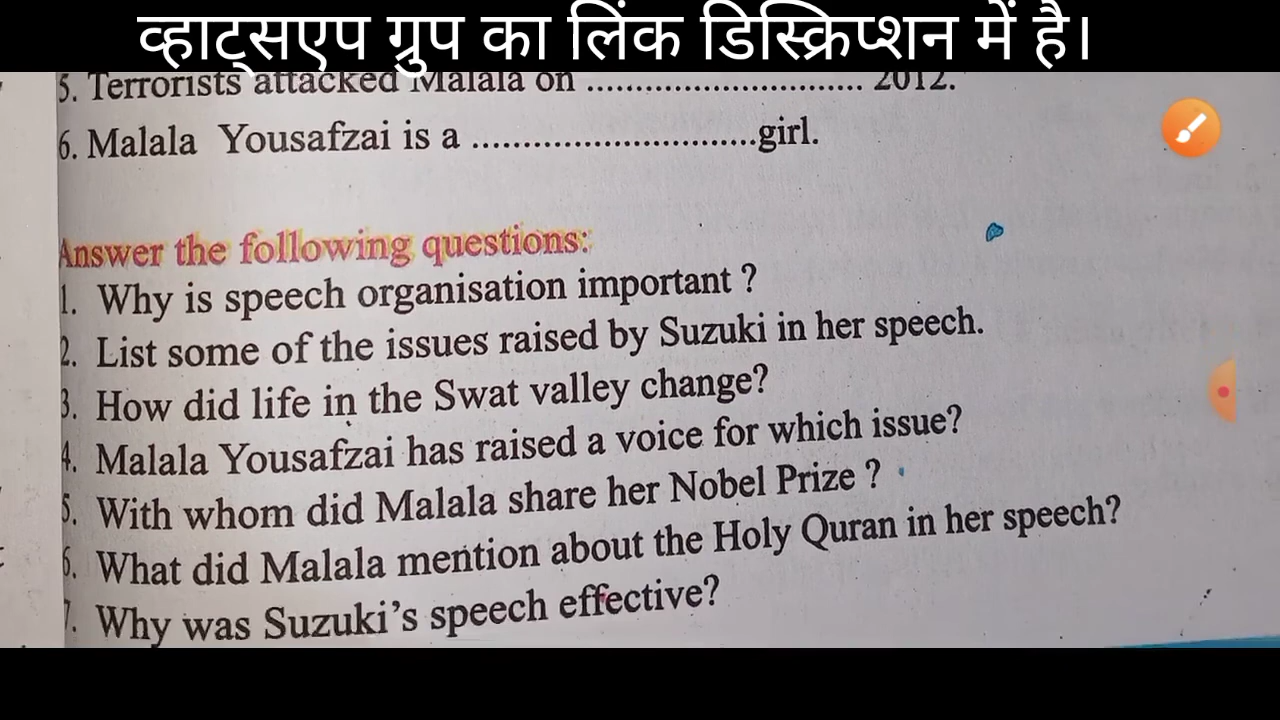 व्हाट्सएप ग्रुप का लिंक डिस्क्रिप्शन में है।
5. Terrorists attacked Malala on ........................... 2012.
6. Malala Yousafzai is a ............................girl.
Answer the following questions:
1. Why is speech organisation important ?
2. List some of the issues raised by Suzuki in her speech.
3. How did life in the Swat valley change?
4. Malala Yousafzai has raised a voice for which issue?
5. With whom did Malala share her Nobel Prize ?
6. What did Malala mention about the Holy Quran in her speech?
7. Why was Suzuki's speech effective?